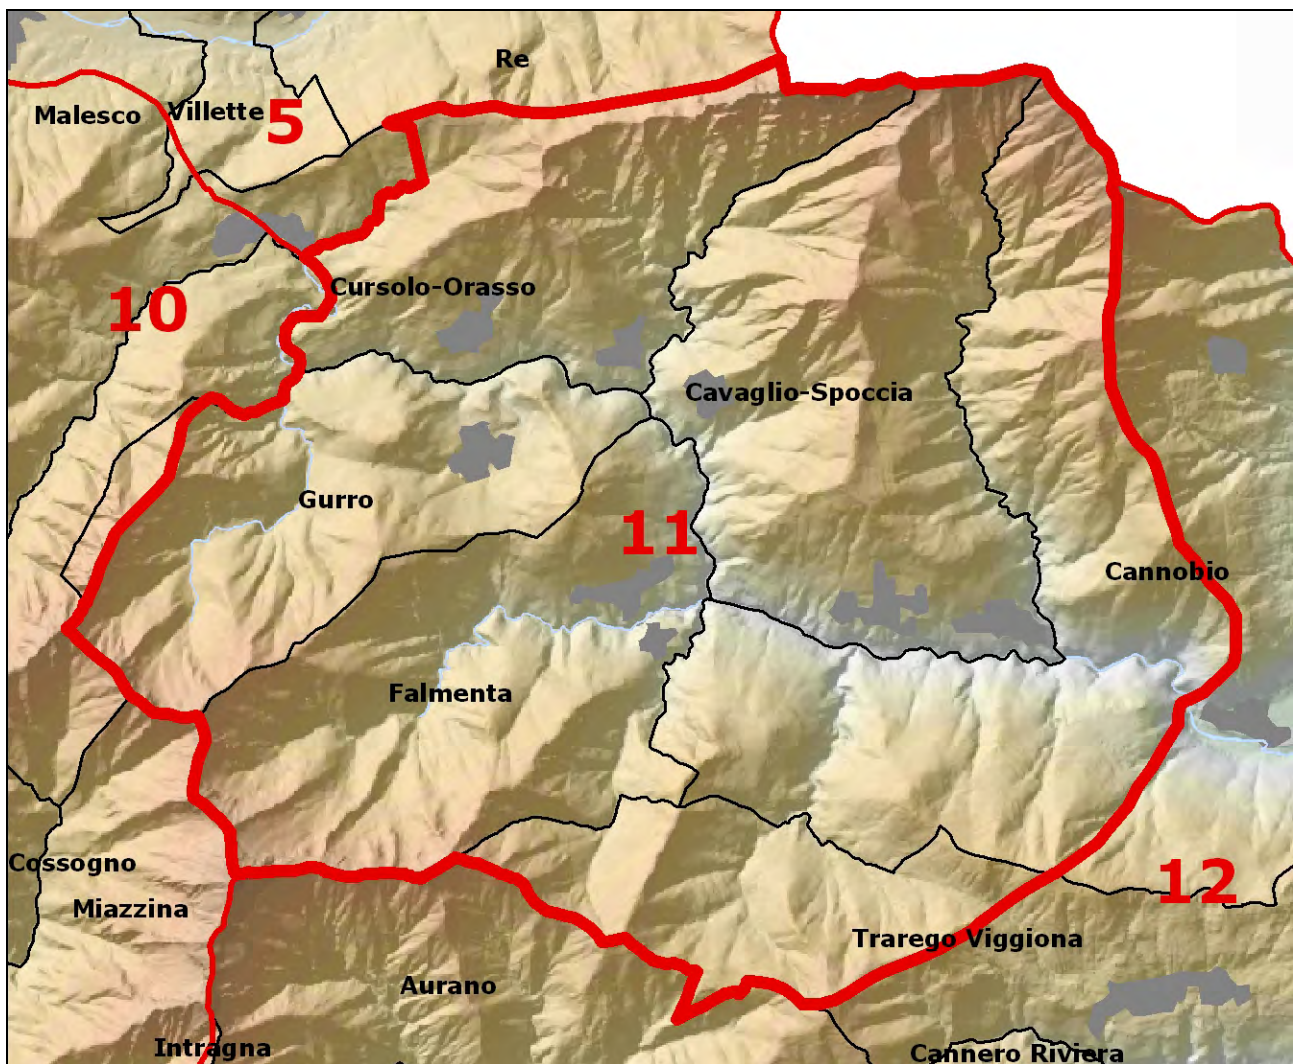 Re
Malesco
Villette
5
Cursolo-Orasso
10
Cavaglio-Spoccia
Gurro
11
Cannobio
Falmenta
Cossogno
12
Miazzina
Trarego Viggiona
Aurano
Intragna
Cannero Riviera